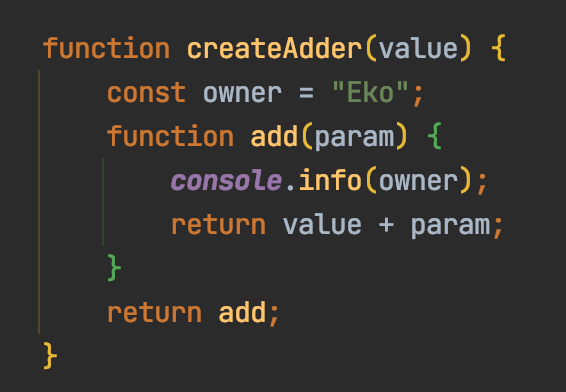 function createAdder(value) {
    const owner = "Eko";
    function add(param) {
        console.info(owner);
        return value + param;
    }
    return add;
}